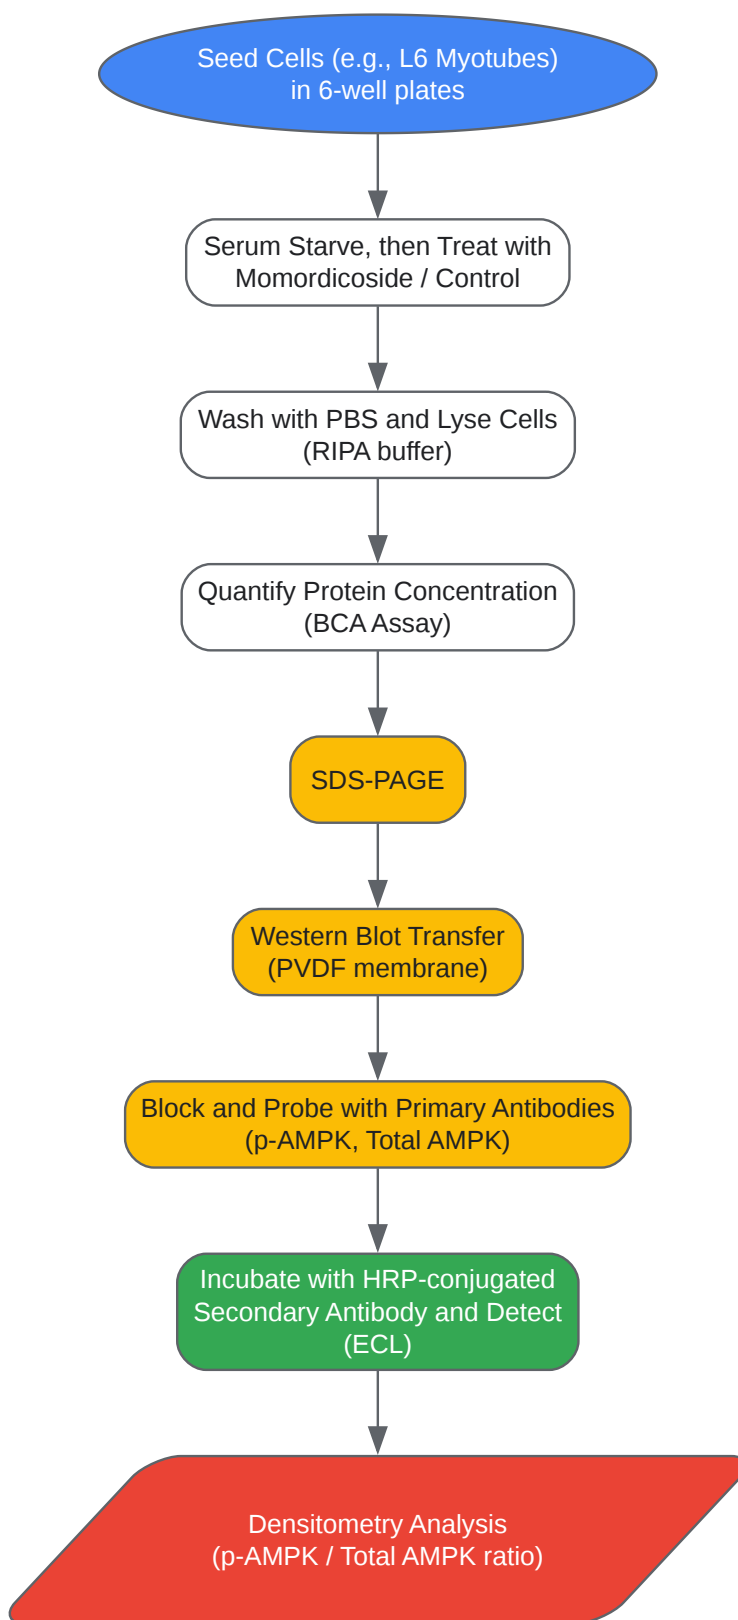 Seed Cells (e.g., L6 Myotubes)
in 6-well plates
Serum Starve, then Treat with
Momordicoside / Control
Wash with PBS and Lyse Cells
(RIPA buffer)
Quantify Protein Concentration
(BCA Assay)
SDS-PAGE
Western Blot Transfer
(PVDF membrane)
Block and Probe with Primary Antibodies
(p-AMPK, Total AMPK)
Incubate with HRP-conjugated
Secondary Antibody and Detect
(ECL)
Densitometry Analysis
(p-AMPK / Total AMPK ratio)